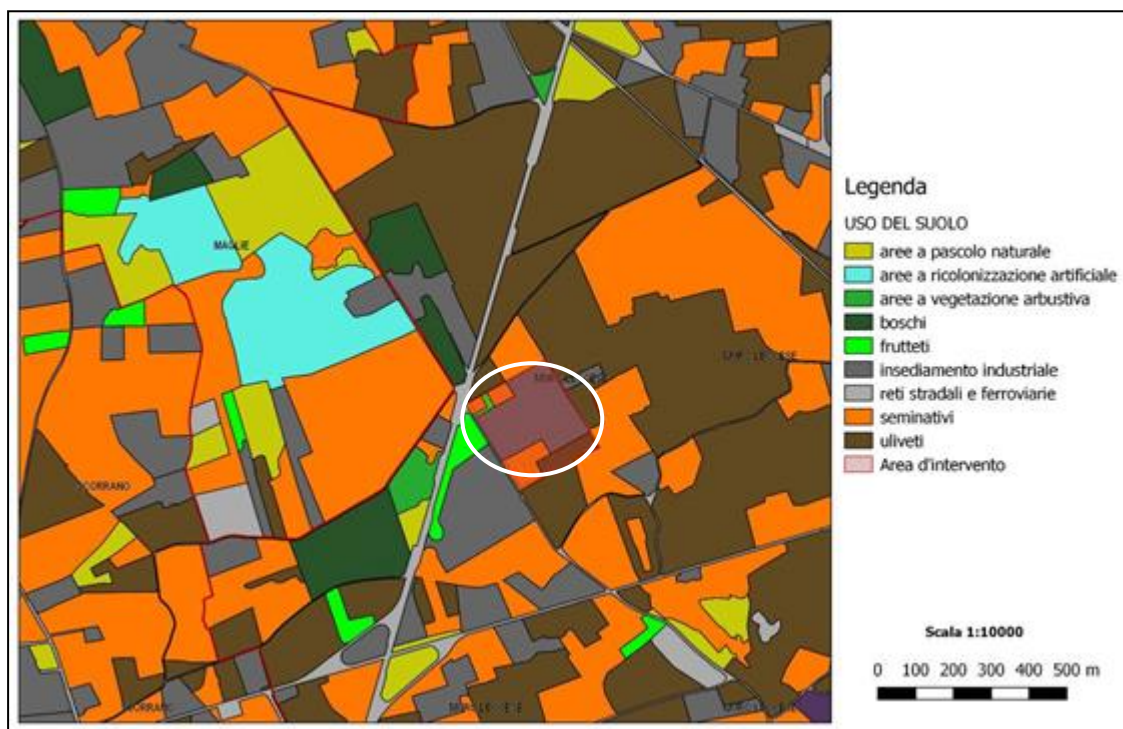 MAGLIE
SCORRANO
Legenda
USO DEL SUOLO
aree a pascolo naturale
aree a ricolonizzazione artificiale
aree a vegetazione arbustiva
boschi
frutteti
insediamento industriale
reti stradali e ferroviarie
seminativi
uliveti
Area d'intervento
Scala 1:10000
0 100 200 300 400 500 m